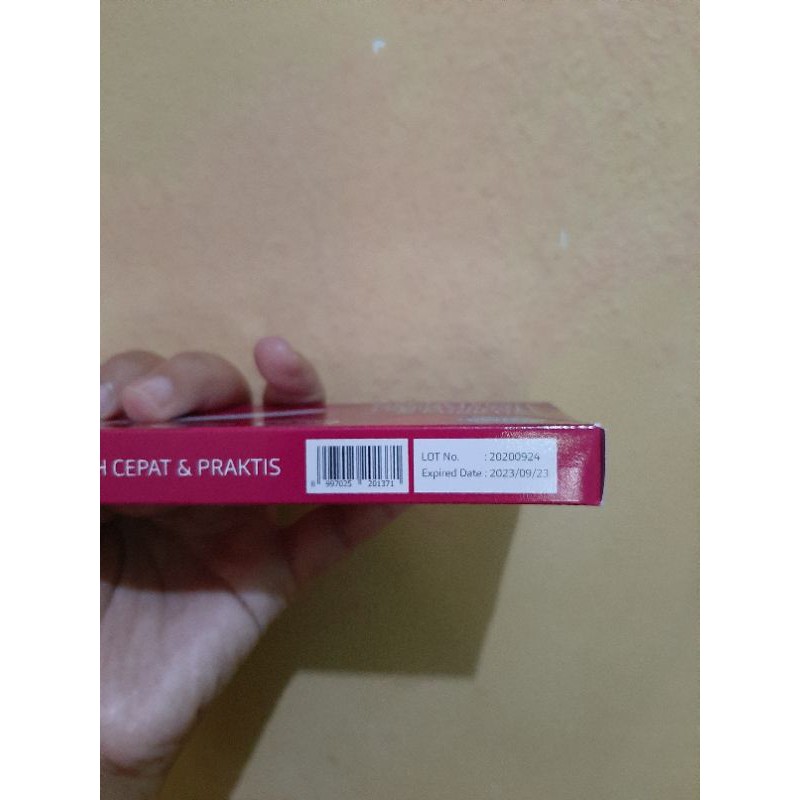 H CEPAT & PRAKTIS
8 997025 201371
LOT No. : 20200924
Expired Date : 2023/09/23